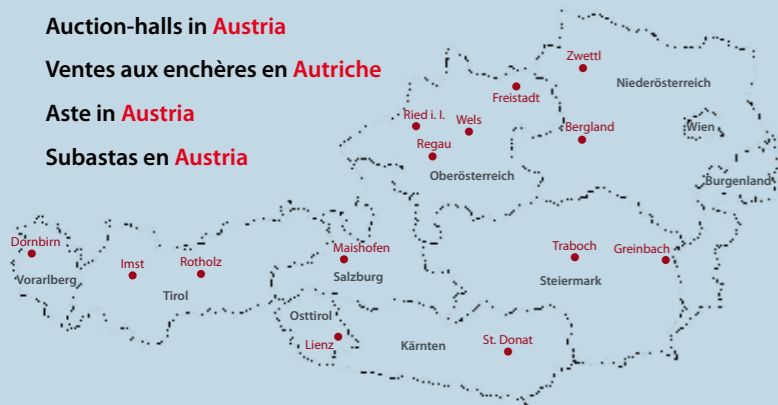 Auction-halls in Austria
Ventes aux enchères en Autriche
Aste in Austria
Subastas en Austria
Zwettl
Niederösterreich
Freistadt
Ried i. I.
Wels
Bergland
Wien
Regau
Oberösterreich
Burgenland
Dornbirn
Maishofen
Traboch
Greinbach
Imst
Rotholz
Vorarlberg
Salzburg
Steiermark
Tirol
Osttirol
Lienz
Kärnten
St. Donat